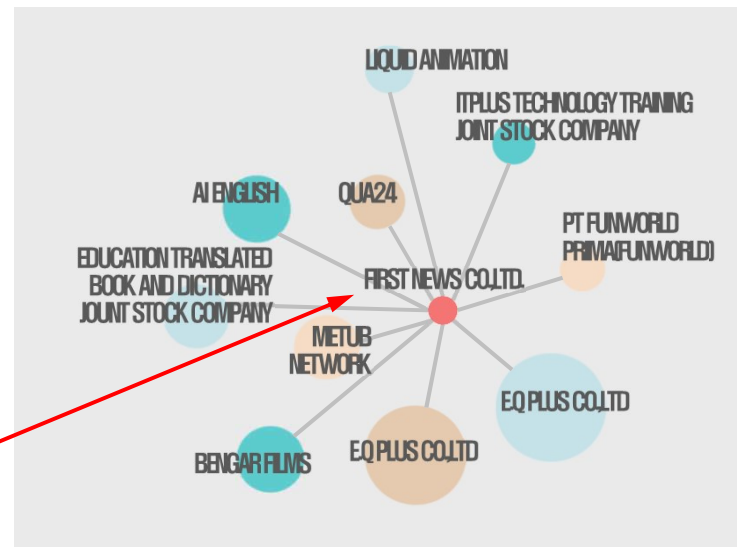 LIQUID ANIMATION
ITPLUS TECHNOLOGY TRAINING
JOINT STOCK COMPANY
AI ENGLISH
QUA24
PT FUNWORLD
PRIMA(FUNWORLD)
EDUCATION TRANSLATED
BOOK AND DICTIONARY
JOUNT STOCK COMPANY
FIRST NEWS CO.,LTD.
METUB
NETWORK
E.Q PLUS CO.,LTD
E.Q PLUS CO.,LTD
BENGAR FILMS